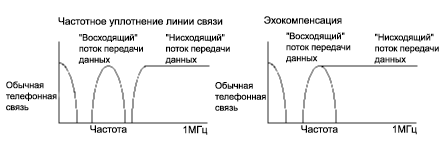 Частотное уплотнение линии связи
"Восходящий"
поток передачи
данных
"Нисходящий"
поток передачи
данных
Обычная
телефонная
связь
Частота
1МГц
Эхокомпенсация
"Восходящий"
поток передачи
данных
"Нисходящий"
поток передачи
данных
Обычная
телефонная
связь
Частота
1МГц